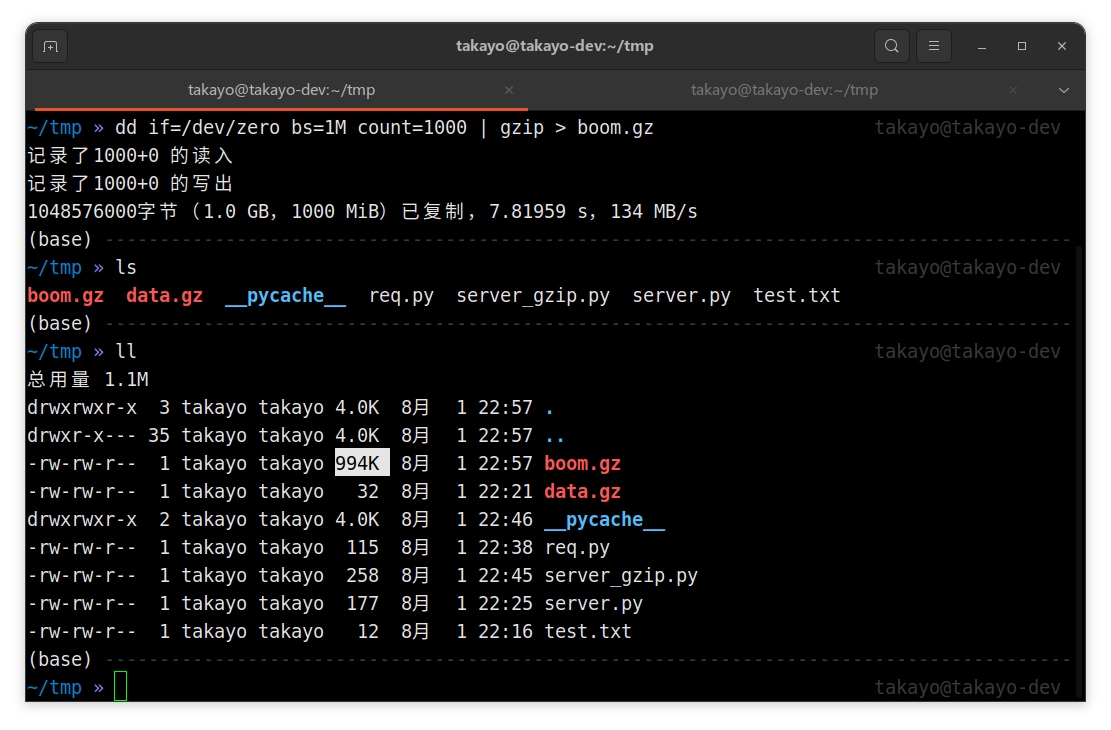 takayo@takayo-dev:~/tmp
takayo@takayo-dev:~/tmp × takayo@takayo-dev:~/tmp ×
~/tmp » dd if=/dev/zero bs=1M count=1000 | gzip > boom.gz takayo@takayo-dev
记录了1000+0 的读入
记录了1000+0 的写出
1048576000字节（1.0 GB，1000 MiB）已复制，7.81959 s，134 MB/s
(base) ----------------------------------------------------------------------------------------
~/tmp » ls takayo@takayo-dev
boom.gz data.gz __pycache__ req.py server_gzip.py server.py test.txt
(base) ----------------------------------------------------------------------------------------
~/tmp » ll takayo@takayo-dev
总用量 1.1M
drwxrwxr-x 3 takayo takayo 4.0K 8月 1 22:57 .
drwxr-x--- 35 takayo takayo 4.0K 8月 1 22:57 ..
-rw-rw-r-- 1 takayo takayo 994K 8月 1 22:57 boom.gz
-rw-rw-r-- 1 takayo takayo 32 8月 1 22:21 data.gz
drwxrwxr-x 2 takayo takayo 4.0K 8月 1 22:46 __pycache__
-rw-rw-r-- 1 takayo takayo 115 8月 1 22:38 req.py
-rw-rw-r-- 1 takayo takayo 258 8月 1 22:45 server_gzip.py
-rw-rw-r-- 1 takayo takayo 177 8月 1 22:25 server.py
-rw-rw-r-- 1 takayo takayo 12 8月 1 22:16 test.txt
(base) ----------------------------------------------------------------------------------------
~/tmp » takayo@takayo-dev